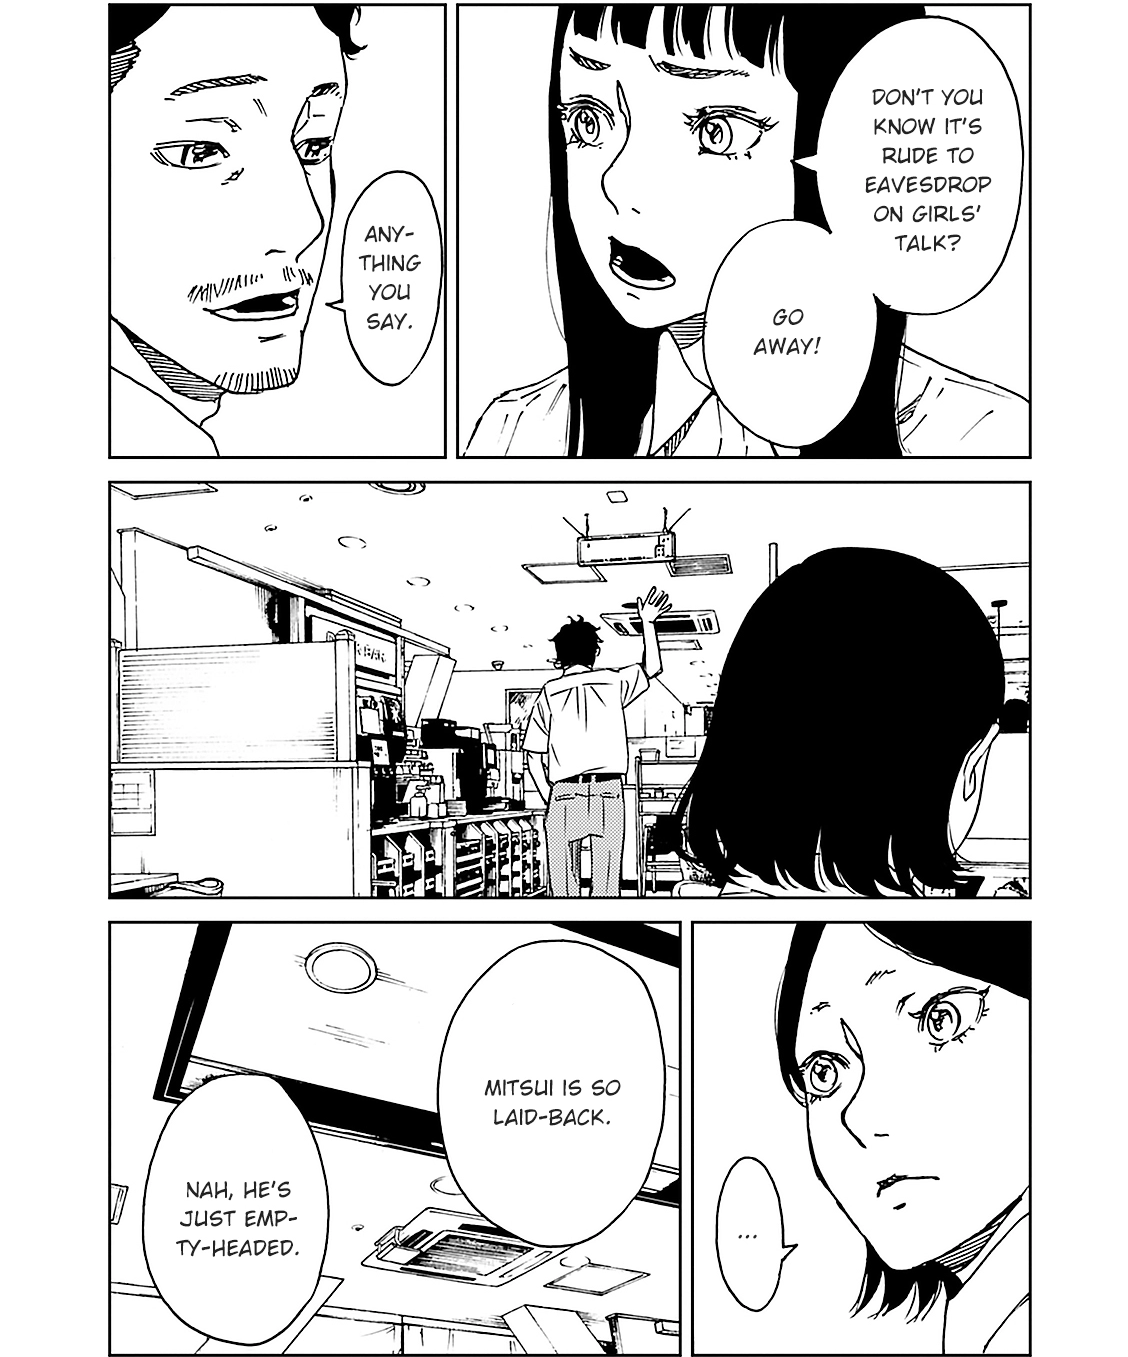 DON'T YOU
KNOW IT'S
RUDE TO
EAVESDROP
ON GIRLS'
TALK?
GO
AWAY!
ANY-
THING
YOU
SAY.
BAR
...
MITSUI IS SO
LAID-BACK.
NAH, HE'S
JUST EMP-
TY-HEADED.